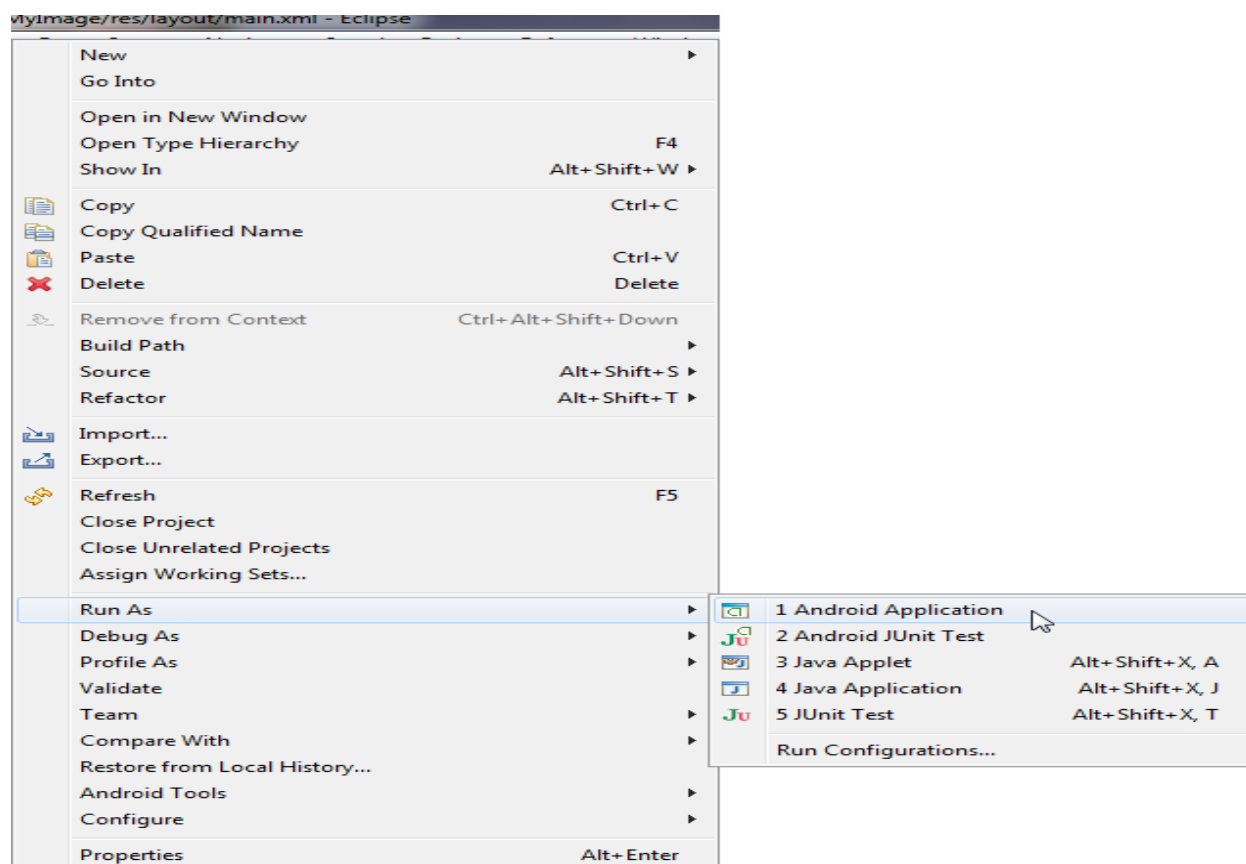 MyImage/res/layout/main.xml - Eclipse
New
Go Into
Open in New Window
Open Type Hierarchy F4
Show In Alt+Shift+W
Copy Ctrl+C
Copy Qualified Name
Paste Ctrl+V
Delete Delete
Remove from Context Ctrl+Alt+Shift+Down
Build Path
Source Alt+Shift+S
Refactor Alt+Shift+T
Import...
Export...
Refresh F5
Close Project
Close Unrelated Projects
Assign Working Sets...
Run As
Debug As
Profile As
Validate
Team
Compare With
Restore from Local History...
Android Tools
Configure
Properties Alt+Enter
1 Android Application
2 Android JUnit Test
3 Java Applet Alt+Shift+X, A
4 Java Application Alt+Shift+X, J
5 JUnit Test Alt+Shift+X, T
Run Configurations...